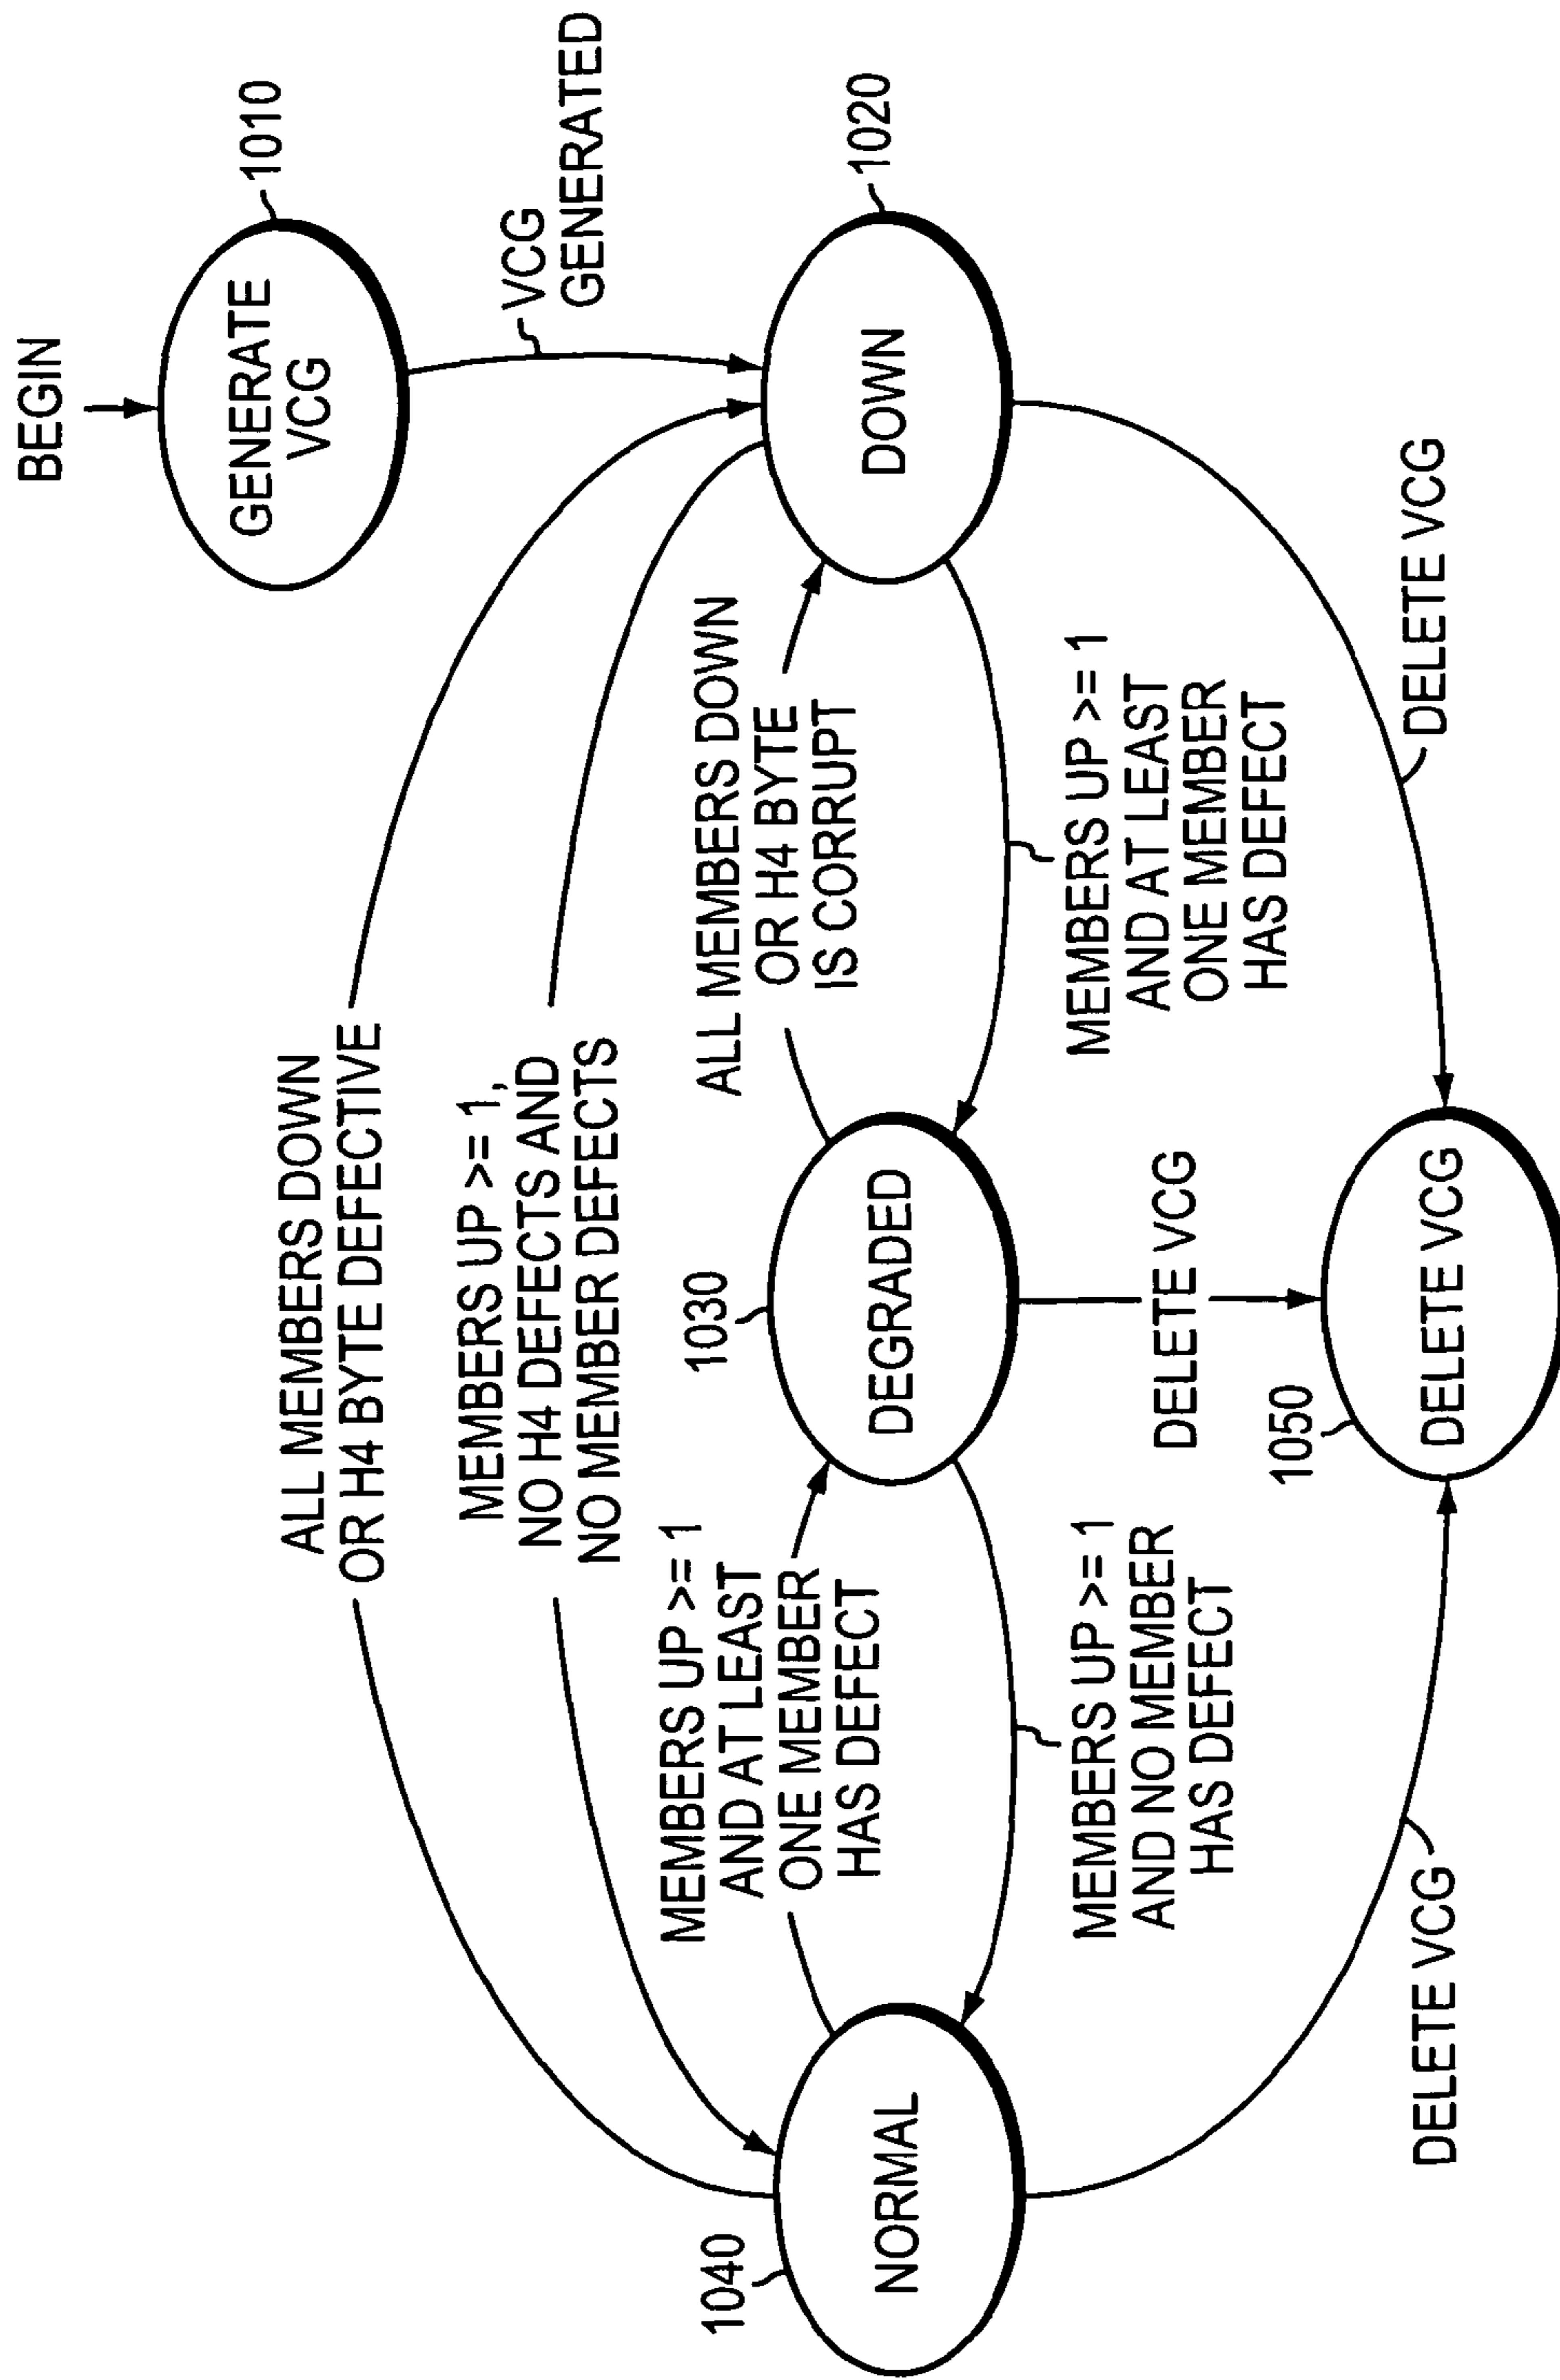 BEGIN
GENERATE
VCG
1010
VCG
GENERATED
ALL MEMBERS DOWN
OR H4 BYTE DEFECTIVE
MEMBERS UP >= 1,
NO H4 DEFECTS AND
NO MEMBER DEFECTS
1040
NORMAL
MEMBERS UP >= 1
AND AT LEAST
ONE MEMBER
HAS DEFECT
1030
DEGRADED
ALL MEMBERS DOWN
OR H4 BYTE
IS CORRUPT
DOWN
1020
MEMBERS UP >= 1
AND NO MEMBER
HAS DEFECT
DELETE VCG
MEMBERS UP >= 1
AND AT LEAST
ONE MEMBER
HAS DEFECT
DELETE VCG
1050
DELETE VCG
DELETE VCG